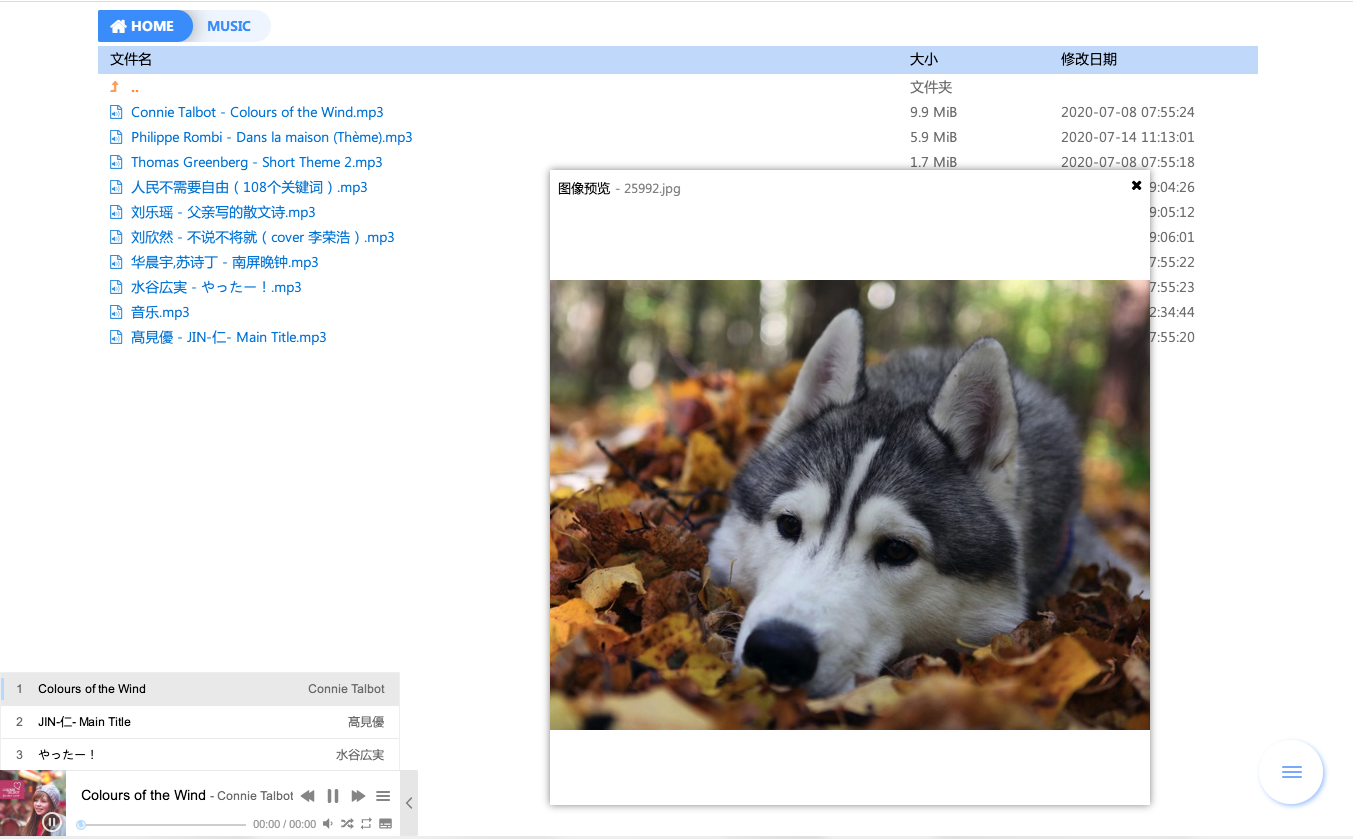 HOME MUSIC
文件名 大小 修改日期
.. 文件夹
Connie Talbot - Colours of the Wind.mp3 9.9 MiB 2020-07-08 07:55:24
Philippe Rombi - Dans la maison (Thème).mp3 5.9 MiB 2020-07-14 11:13:01
Thomas Greenberg - Short Theme 2.mp3 1.7 MiB 2020-07-08 07:55:18
人民不需要自由（108个关键词）.mp3 9:04:26
刘乐瑶 - 父亲写的散文诗.mp3 9:05:12
刘欣然 - 不说不将就（cover 李荣浩）.mp3 9:06:01
华晨宇,苏诗丁 - 南屏晚钟.mp3 7:55:22
水谷広実 - やったー！.mp3 7:55:23
音乐.mp3 2:34:44
髙見優 - JIN-仁- Main Title.mp3 7:55:20
图像预览 - 25992.jpg
1 Colours of the Wind Connie Talbot
2 JIN-仁- Main Title 髙見優
3 やったー！ 水谷広実
Colours of the Wind - Connie Talbot
00:00 / 00:00